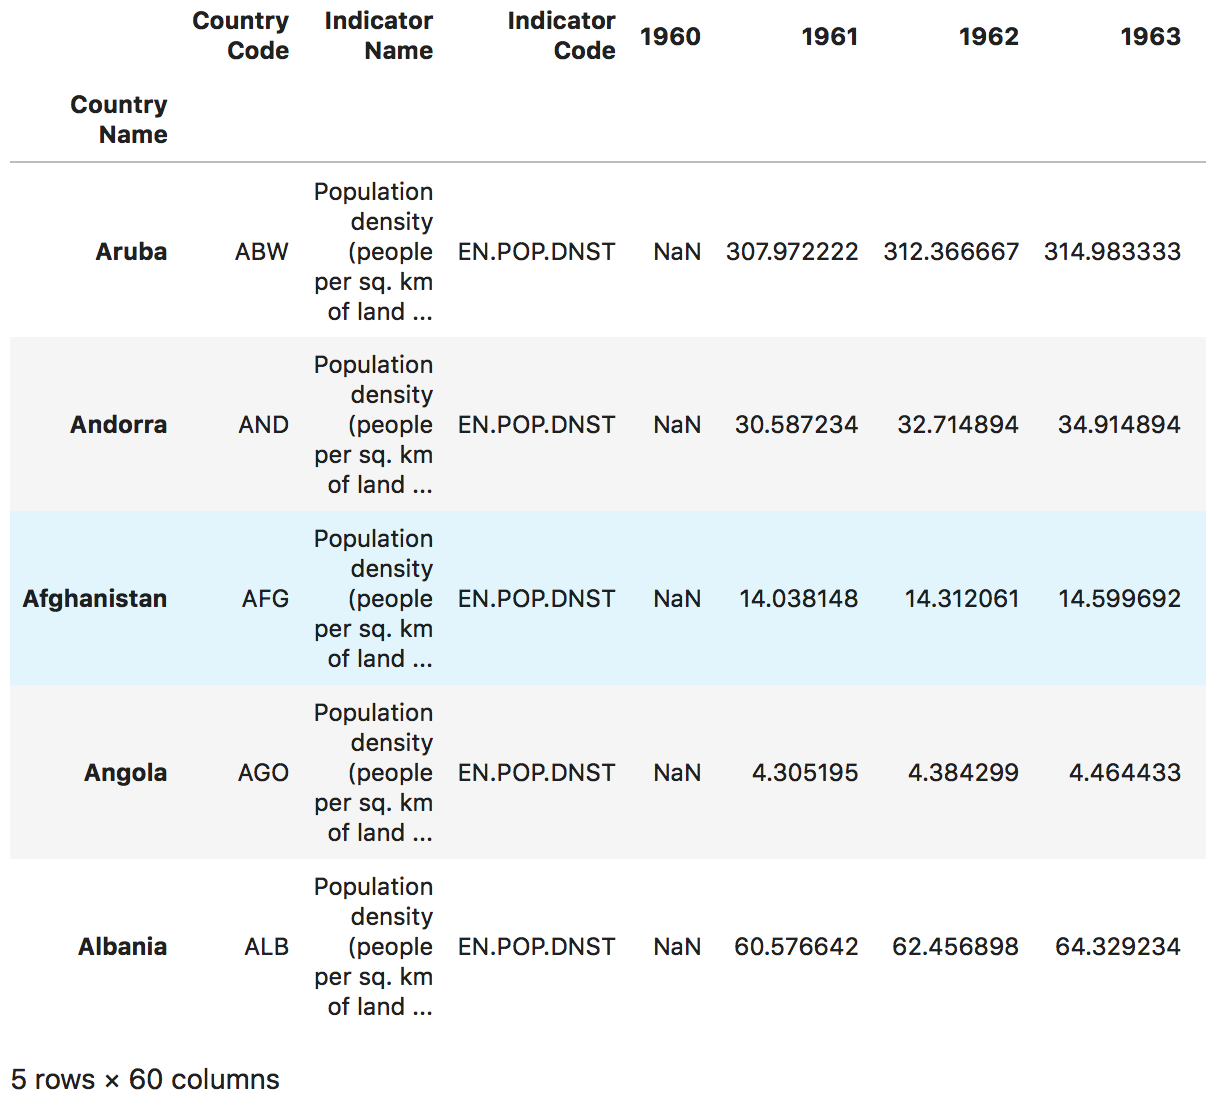 Country Code Indicator Name Indicator Code 1960 1961 1962 1963
Country Name
Aruba ABW Population density (people per sq. km of land ... EN.POP.DNST NaN 307.972222 312.366667 314.983333
Andorra AND Population density (people per sq. km of land ... EN.POP.DNST NaN 30.587234 32.714894 34.914894
Afghanistan AFG Population density (people per sq. km of land ... EN.POP.DNST NaN 14.038148 14.312061 14.599692
Angola AGO Population density (people per sq. km of land ... EN.POP.DNST NaN 4.305195 4.384299 4.464433
Albania ALB Population density (people per sq. km of land ... EN.POP.DNST NaN 60.576642 62.456898 64.329234
5 rows × 60 columns